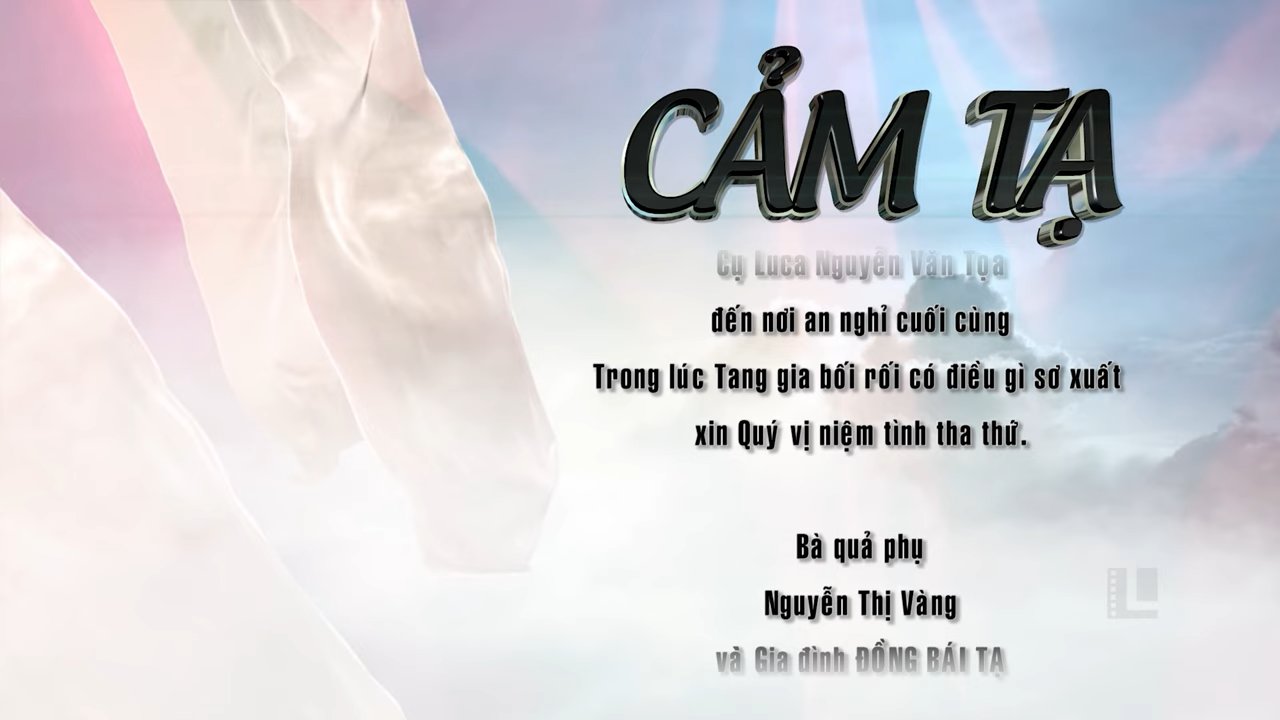 CẢM TẠ
Cụ Luca Nguyễn Văn Tọa
đến nơi an nghỉ cuối cùng
Trong lúc Tang gia bối rối có điều gì sơ xuất
xin Quý vị niệm tình tha thứ.
Bà quả phụ
Nguyễn Thị Vàng
và Gia đình ĐỒNG BÁI TẠ